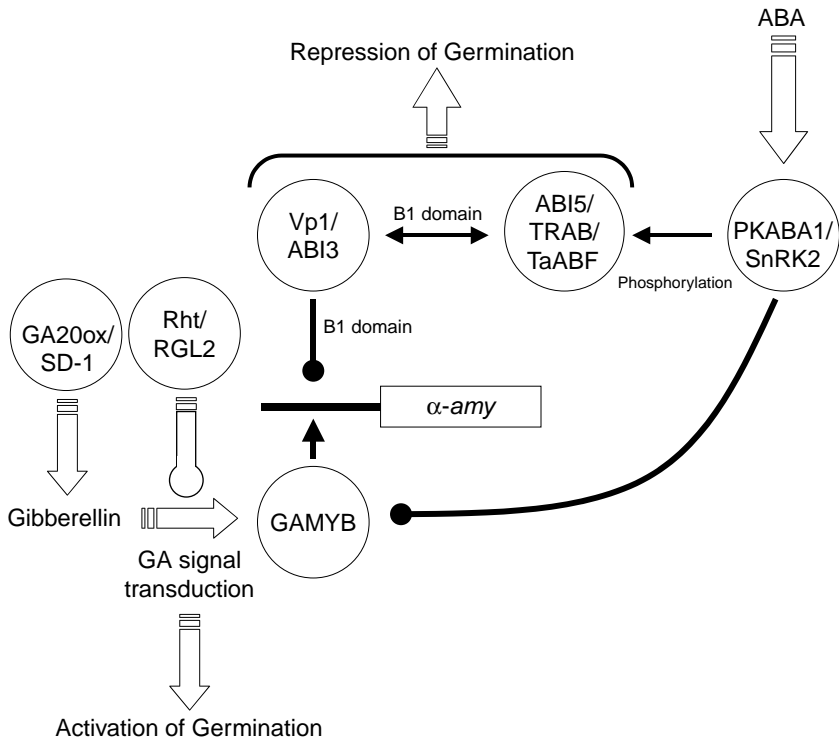 ABA
Repression of Germination
Vp1/
ABI3
B1 domain
ABI5/
TRAB/
TaABF
PKABA1/
SnRK2
Phosphorylation
GA20ox/
SD-1
Rht/
RGL2
B1 domain
α-amy
Gibberellin
GAMYB
GA signal
transduction
Activation of Germination